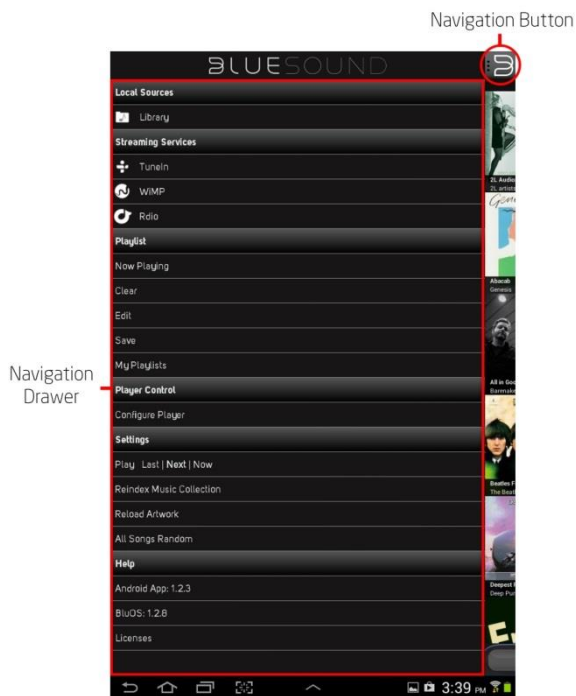 Navigation Button
BLUESOUND
B
Local Sources
Library
Streaming Services
TuneIn
WiMP
Rdio
Playlist
Now Playing
Clear
Edit
Save
My Playlists
Navigation
Drawer
Player Control
Configure Player
Settings
Play Last | Next | Now
Reindex Music Collection
Reload Artwork
All Songs Random
Help
Android App: 1.2.3
BluOS: 1.2.8
Licenses
2L Audio
2L artists
Abacab
Genesis
All in Goo
Barenake
Beatles F
The Beatl
Deepest
Deep Pur
3:39 PM